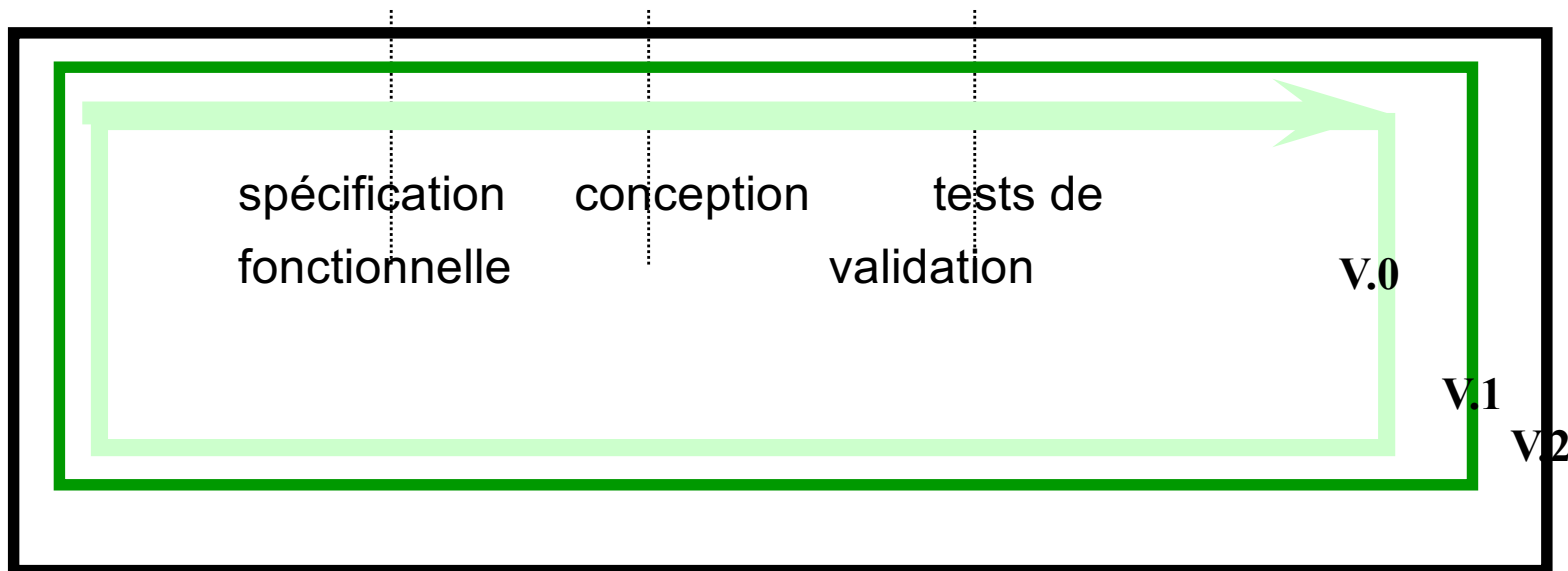 spécification conception tests de
fonctionnelle validation
V.0
V.1
V.2